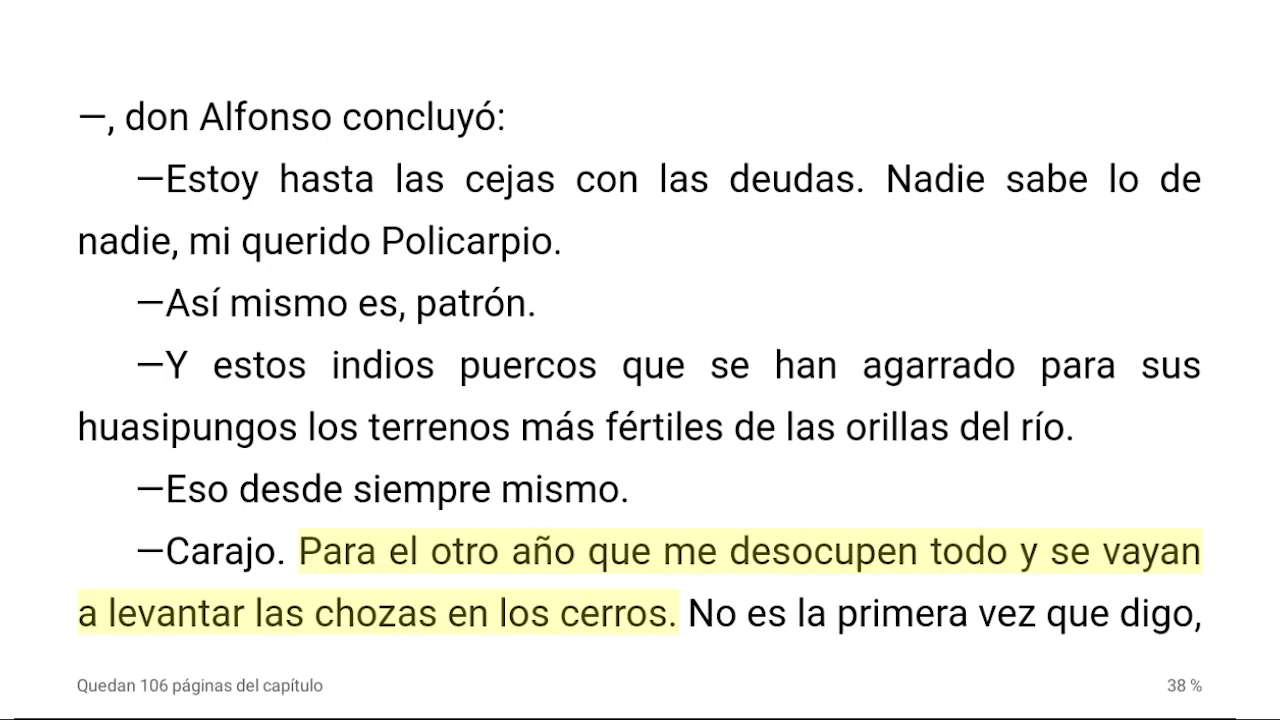 —, don Alfonso concluyó:
—Estoy hasta las cejas con las deudas. Nadie sabe lo de
nadie, mi querido Policarpio.
—Así mismo es, patrón.
—Y estos indios puercos que se han agarrado para sus
huasipungos los terrenos más fértiles de las orillas del río.
—Eso desde siempre mismo.
—Carajo. Para el otro año que me desocupen todo y se vayan
a levantar las chozas en los cerros. No es la primera vez que digo,
Quedan 106 páginas del capítulo 38 %